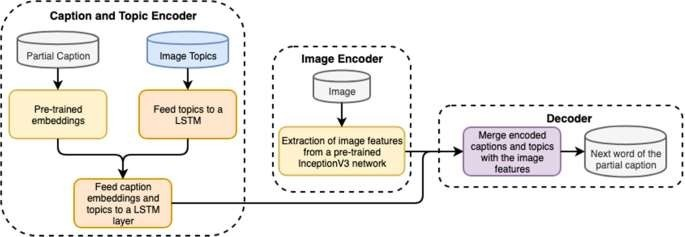 Caption and Topic Encoder
Partial Caption
Image Topics
Pre-trained
embeddings
Feed topics to a
LSTM
Feed caption
embeddings and
topics to a LSTM
layer
Image Encoder
Image
Extraction of image features
from a pre-trained
InceptionV3 network
Decoder
Merge encoded
captions and topics
with the image
features
Next word of the
partial caption